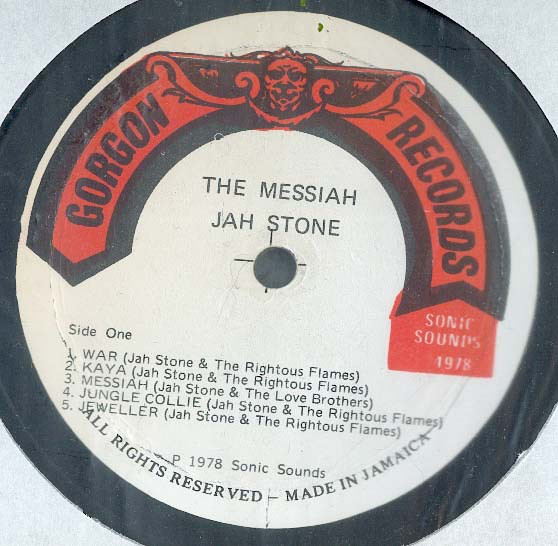 GORGON RECORDS
THE MESSIAH
JAH STONE
SONIC
SOUNDS
1978
Side One
1. WAR (Jah Stone & The Rightous Flames)
2. KAYA (Jah Stone & The Rightous Flames)
3. MESSIAH (Jah Stone & The Love Brothers)
4. JUNGLE COLLIE (Jah Stone & The Rightous Flames)
5. JEWELLER (Jah Stone & The Rightous Flames)
P 1978 Sonic Sounds
ALL RIGHTS RESERVED – MADE IN JAMAICA